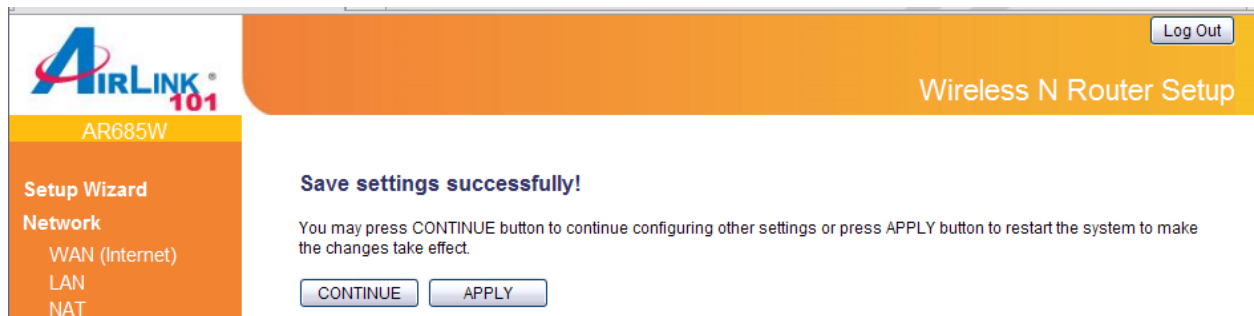 Log Out
AIRLINK®
101
Wireless N Router Setup
AR685W
Setup Wizard
Network
WAN (Internet)
LAN
NAT
Save settings successfully!
You may press CONTINUE button to continue configuring other settings or press APPLY button to restart the system to make
the changes take effect.
CONTINUE APPLY